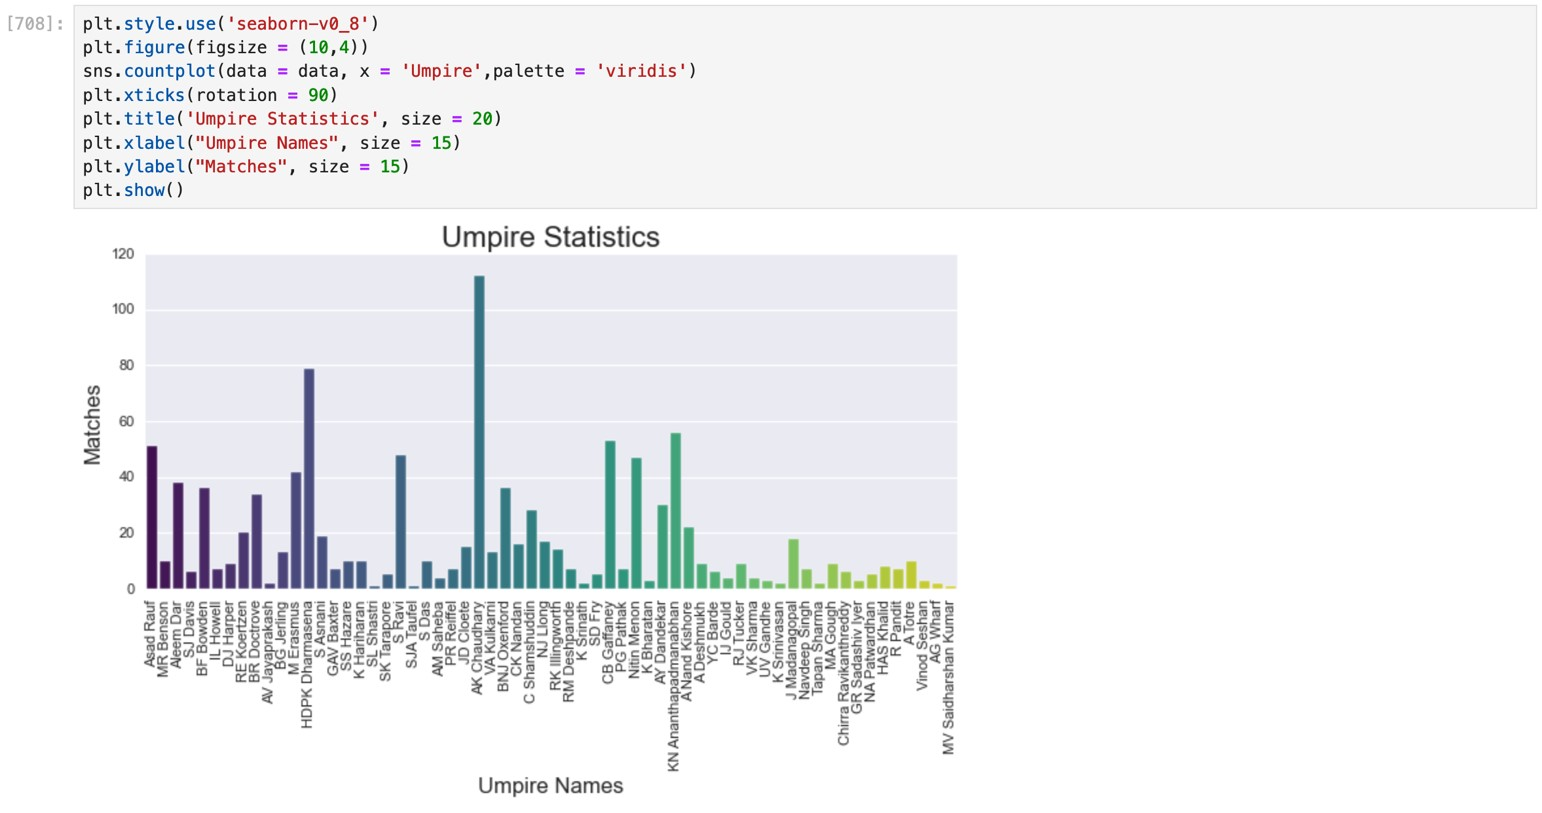 [708]:
plt.style.use('seaborn-v0_8')
plt.figure(figsize = (10,4))
sns.countplot(data = data, x = 'Umpire',palette = 'viridis')
plt.xticks(rotation = 90)
plt.title('Umpire Statistics', size = 20)
plt.xlabel("Umpire Names", size = 15)
plt.ylabel("Matches", size = 15)
plt.show()
Umpire Statistics
120
100
80
60
40
20
0
Matches
Asad Rauf
MR Benson
Aleem Dar
SJ Davis
BF Bowden
IL Howell
DJ Harper
RE Koertzen
BR Doctrove
AV Jayaprakash
BG Jerling
M Erasmus
HDPK Dharmasena
S Asnani
GAV Baxter
SS Hazare
K Hariharan
SL Shastri
SK Tarapore
S Ravi
SJA Taufel
S Das
AM Saheba
PR Reiffel
JD Cloete
AK Chaudhary
VA Kulkarni
BNJ Oxenford
CK Nandan
C Shamshuddin
NJ Llong
RK Illingworth
RM Deshpande
K Srinath
SD Fry
CB Gaffaney
PG Pathak
Nitin Menon
K Bharatan
AY Dandekar
KN Ananthapadmanabhan
A Nand Kishore
A Deshmukh
YC Barde
IJ Gould
RJ Tucker
VK Sharma
UV Gandhe
K Srinivasan
J Madanagopal
Navdeep Singh
Tapan Sharma
MA Gough
Chirra Ravikanthreddy
GR Sadashiv Iyer
NA Patwardhan
HAS Khalid
R Pandit
A Totre
Vinod Seshan
AG Wharf
MV Saidharshan Kumar
Umpire Names